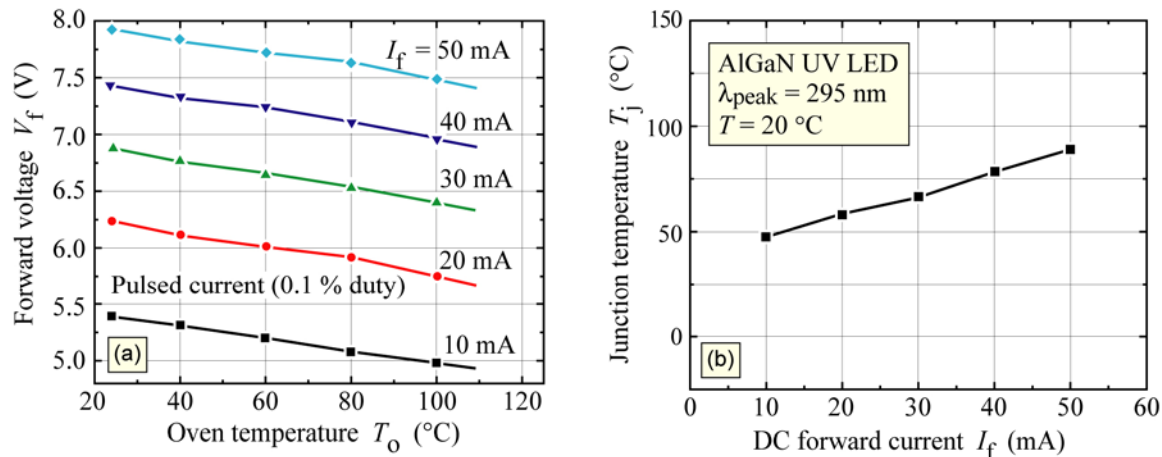 Forward voltage V_f (V)
8.0
7.5
7.0
6.5
6.0
5.5
5.0
I_f = 50 mA
40 mA
30 mA
20 mA
Pulsed current (0.1 % duty)
10 mA
(a)
20 40 60 80 100 120
Oven temperature T_o (°C)
Junction temperature T_j (°C)
150
100
50
0
AlGaN UV LED
λ_peak = 295 nm
T = 20 °C
(b)
0 10 20 30 40 50 60
DC forward current I_f (mA)